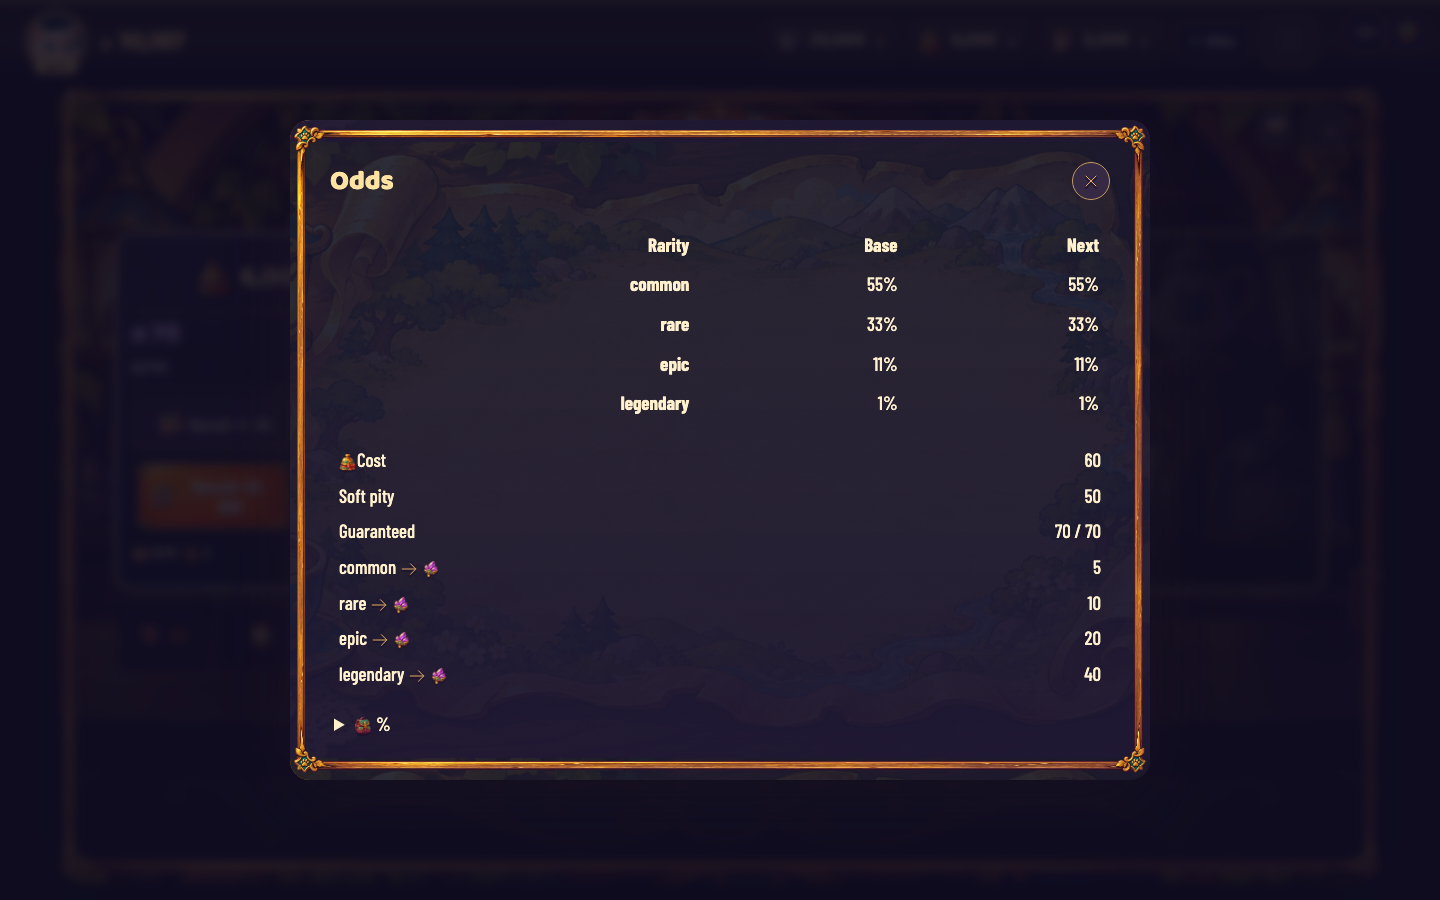 Odds
Rarity Base Next
common 55% 55%
rare 33% 33%
epic 11% 11%
legendary 1% 1%
Cost 60
Soft pity 50
Guaranteed 70 / 70
common → 5
rare → 10
epic → 20
legendary → 40
%